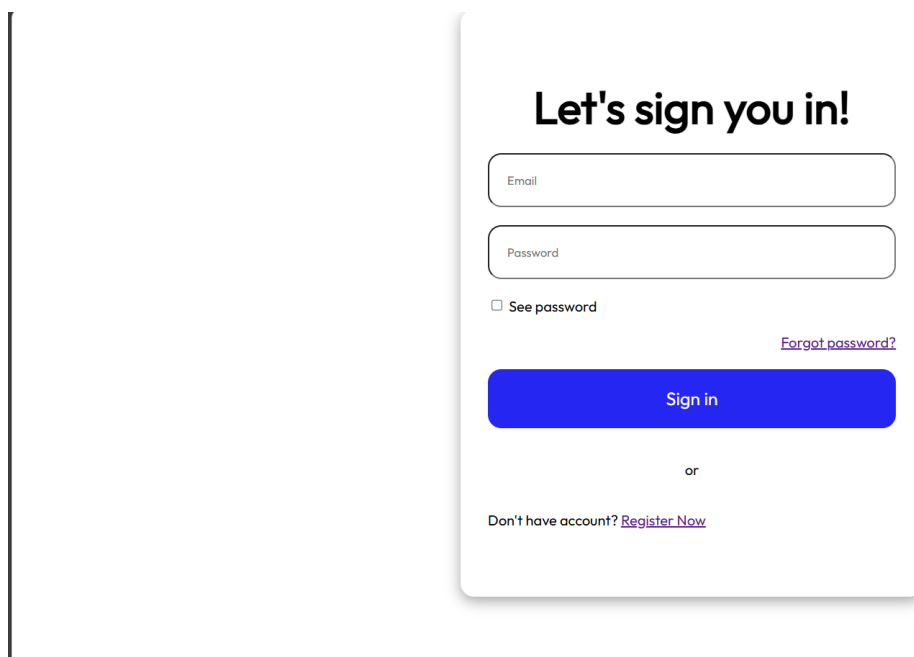 Let's sign you in!
Email
Password
See password
Forgot password?
Sign in
or
Don't have account? Register Now